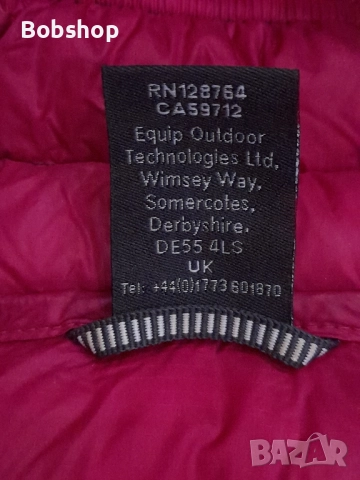 Bobshop
RN128764
CA59712
Equip Outdoor
Technologies Ltd,
Wimsey Way,
Somercotes,
Derbyshire.
DE55 4LS
UK
Tel: +44(0)1773 601870
BAZAR